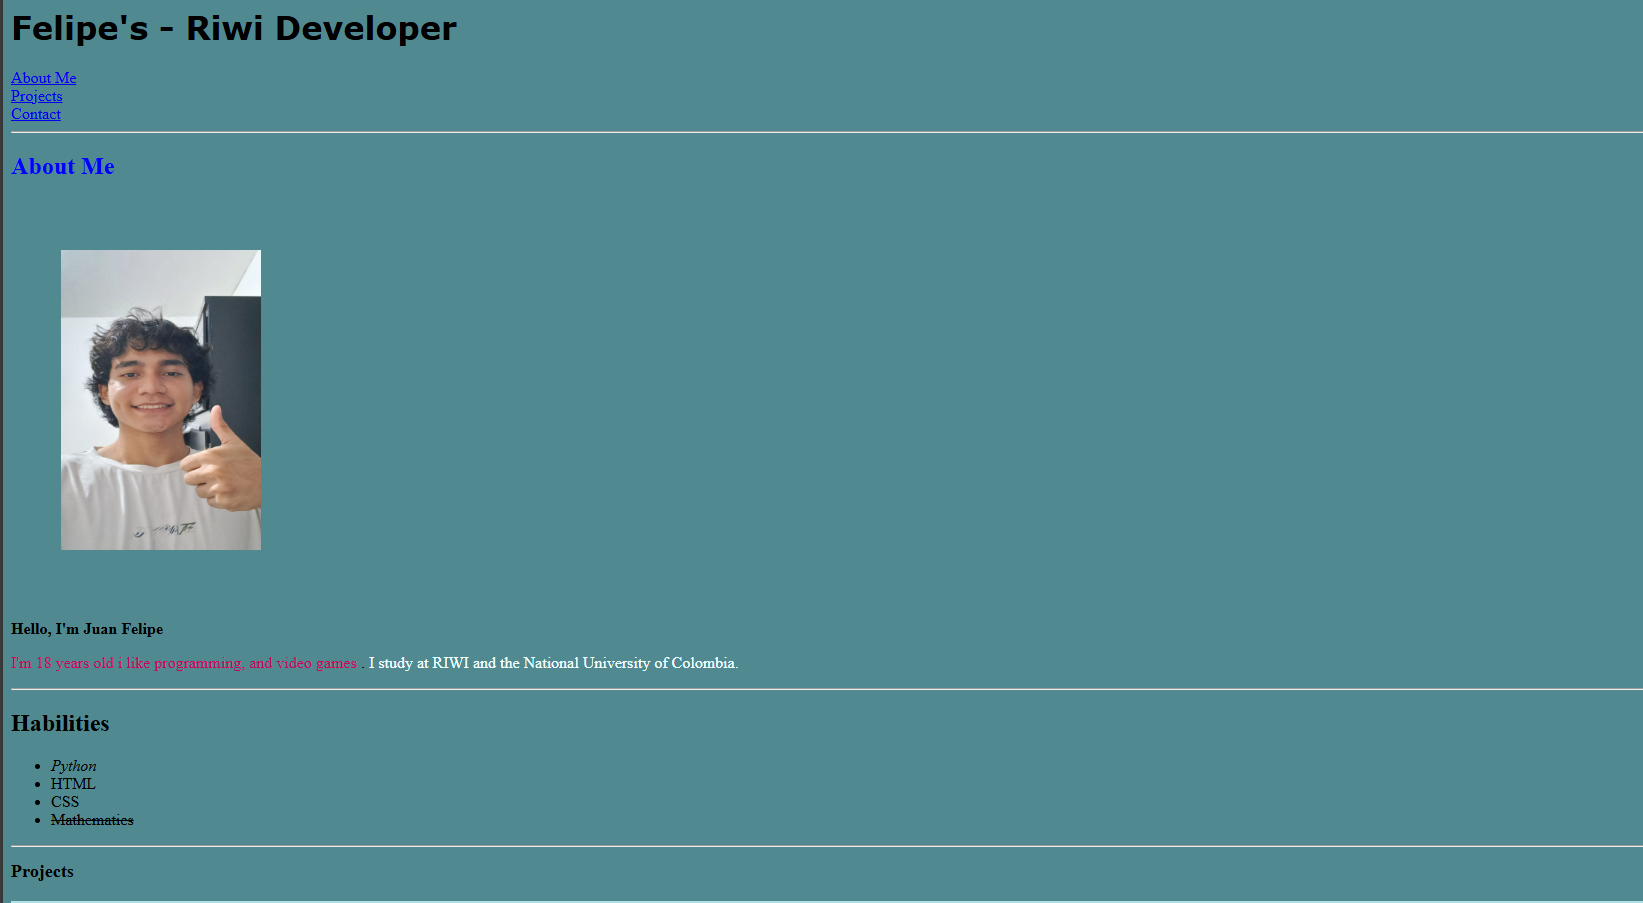 Felipe's - Riwi Developer
About Me
Projects
Contact
About Me
Hello, I'm Juan Felipe
I'm 18 years old i like programming, and video games . I study at RIWI and the National University of Colombia.
Habilities
Python
HTML
CSS
Mathematics
Projects